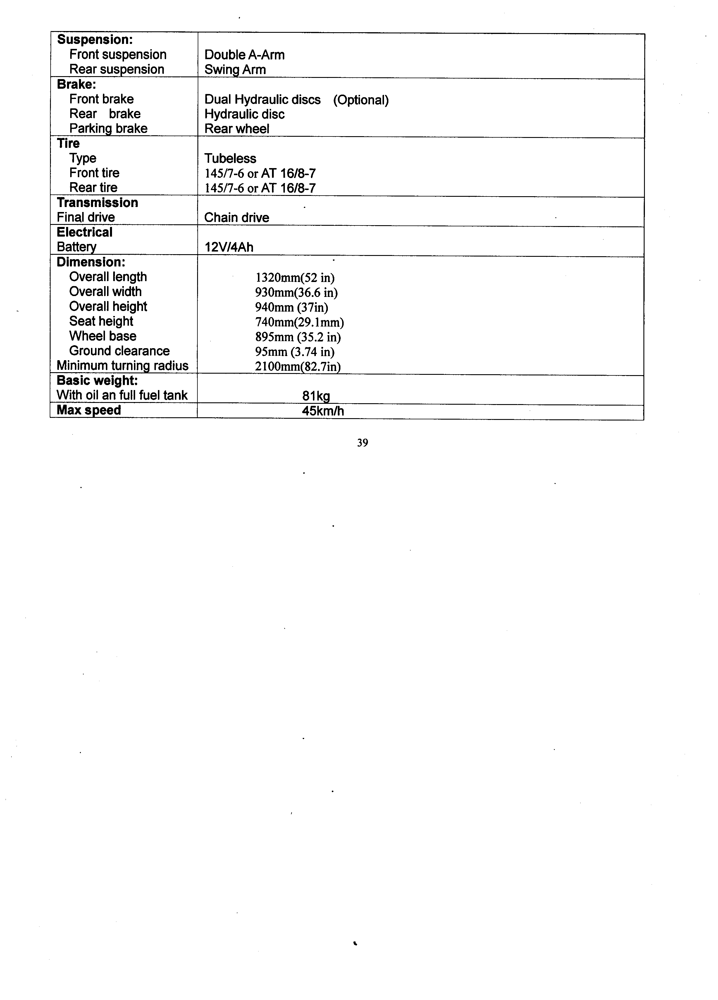 Suspension:
Front suspension Double A-Arm
Rear suspension Swing Arm
Brake:
Front brake Dual Hydraulic discs (Optional)
Rear brake Hydraulic disc
Parking brake Rear wheel
Tire
Type Tubeless
Front tire 145/7-6 or AT 16/8-7
Rear tire 145/7-6 or AT 16/8-7
Transmission
Final drive Chain drive
Electrical
Battery 12V/4Ah
Dimension:
Overall length 1320mm(52 in)
Overall width 930mm(36.6 in)
Overall height 940mm (37in)
Seat height 740mm(29.1mm)
Wheel base 895mm (35.2 in)
Ground clearance 95mm (3.74 in)
Minimum turning radius 2100mm(82.7in)
Basic weight:
With oil an full fuel tank 81kg
Max speed 45km/h
39